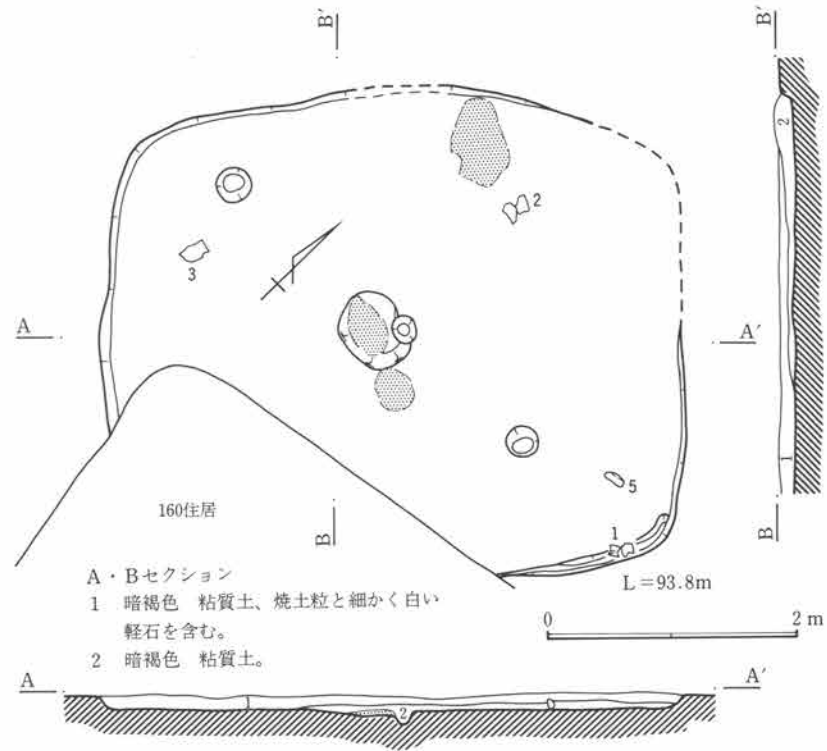 B′
B′
2
2
3
A
A′
5
160住居
B
1
1
B
A・Bセクション
L=93.8m
1 暗褐色 粘質土、焼土粒と細かく白い
軽石を含む。
0 2m
2 暗褐色 粘質土。
A
A′
2